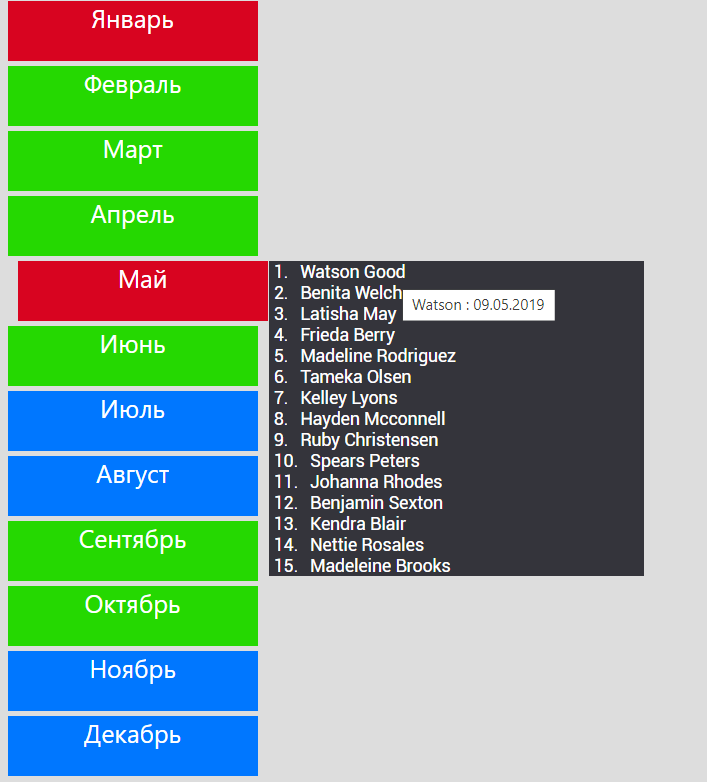 Январь
Февраль
Март
Апрель
Май
1. Watson Good
2. Benita Welch
Watson : 09.05.2019
3. Latisha May
4. Frieda Berry
5. Madeline Rodriguez
6. Tameka Olsen
7. Kelley Lyons
8. Hayden Mcconnell
9. Ruby Christensen
10. Spears Peters
11. Johanna Rhodes
12. Benjamin Sexton
13. Kendra Blair
14. Nettie Rosales
15. Madeleine Brooks
Июнь
Июль
Август
Сентябрь
Октябрь
Ноябрь
Декабрь